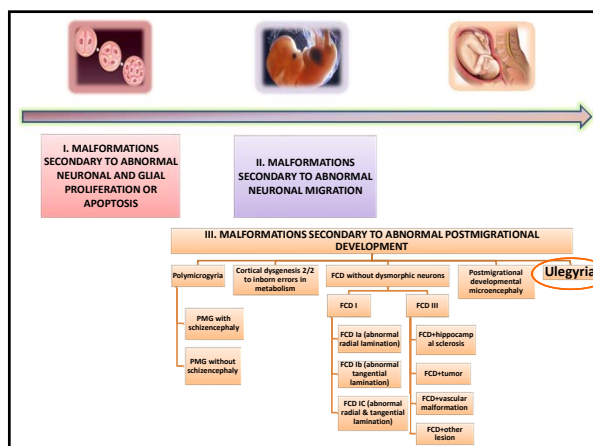 I. MALFORMATIONS
SECONDARY TO ABNORMAL
NEURONAL AND GLIAL
PROLIFERATION OR
APOPTOSIS
II. MALFORMATIONS
SECONDARY TO ABNORMAL
NEURONAL MIGRATION
III. MALFORMATIONS SECONDARY TO ABNORMAL POSTMIGRATIONAL
DEVELOPMENT
Polymicrogyria
PMG with
schizencephaly
PMG without
schizencephaly
Cortical dysgenesis 2/2
to inborn errors in
metabolism
FCD without dysmorphic neurons
FCD I
FCD Ia (abnormal
radial lamination)
FCD Ib (abnormal
tangential
lamination)
FCD IC (abnormal
radial & tangential
lamination)
FCD III
FCD+hippocamp
al sclerosis
FCD+tumor
FCD+vascular
malformation
FCD+other
lesion
Postmigrational
developmental
microencephaly
Ulegyria